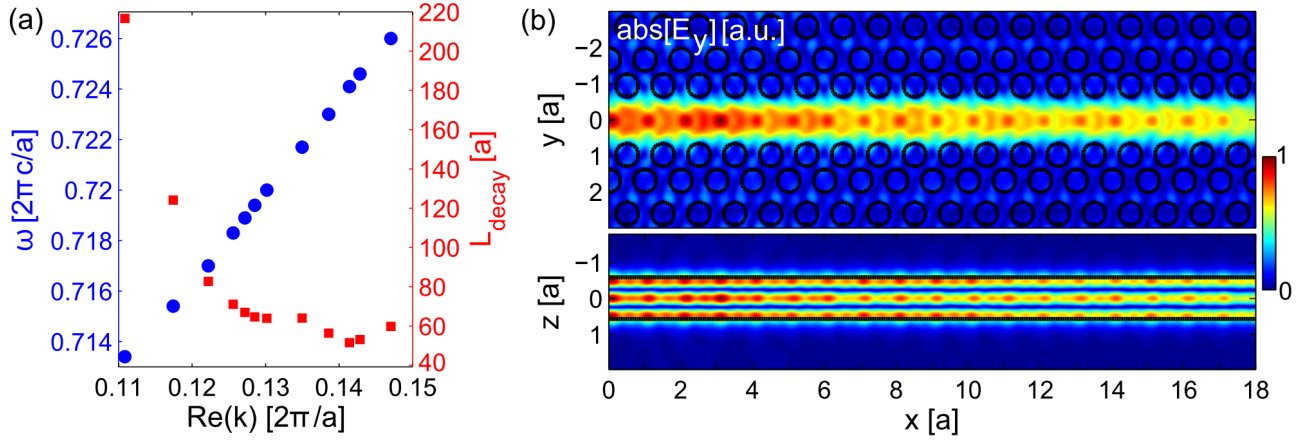 (a)
ω [2π c/a]
0.726
0.724
0.722
0.72
0.718
0.716
0.714
0.11 0.12 0.13 0.14 0.15
Re(k) [2π/a]
220
200
180
160
140
120
100
80
60
40
L_decay [a]
(b)
abs[E_y] [a.u.]
y [a]
−2
−1
0
1
2
z [a]
−1
0
1
0 2 4 6 8 10 12 14 16 18
x [a]
1
0